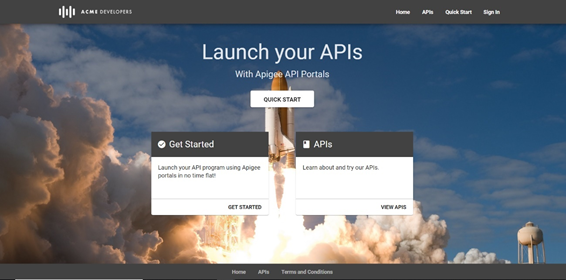 ACME DEVELOPERS
Home APIs Quick Start Sign In
Launch your APIs
With Apigee API Portals
QUICK START
Get Started
Launch your API program using Apigee
portals in no time flat!
GET STARTED
APIs
Learn about and try our APIs.
VIEW APIS
Home APIs Terms and Conditions